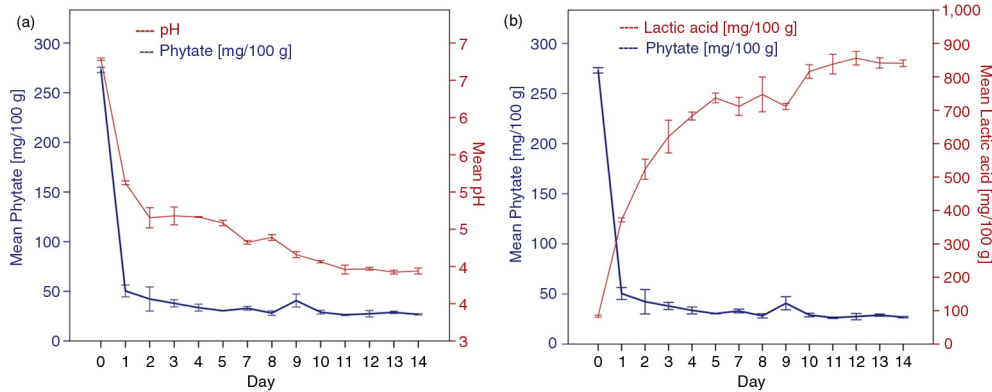 (a)
pH
Phytate [mg/100 g]
Mean Phytate [mg/100 g]
300
250
200
150
100
50
0
7
7
6
6
5
5
4
4
3
Mean pH
0 1 2 3 4 5 7 8 9 10 11 12 13 14
Day
(b)
Lactic acid [mg/100 g]
Phytate [mg/100 g]
Mean Phytate [mg/100 g]
300
250
200
150
100
50
0
1,000
900
800
700
600
500
400
300
200
100
0
Mean Lactic acid [mg/100 g]
0 1 2 3 4 5 7 8 9 10 11 12 13 14
Day